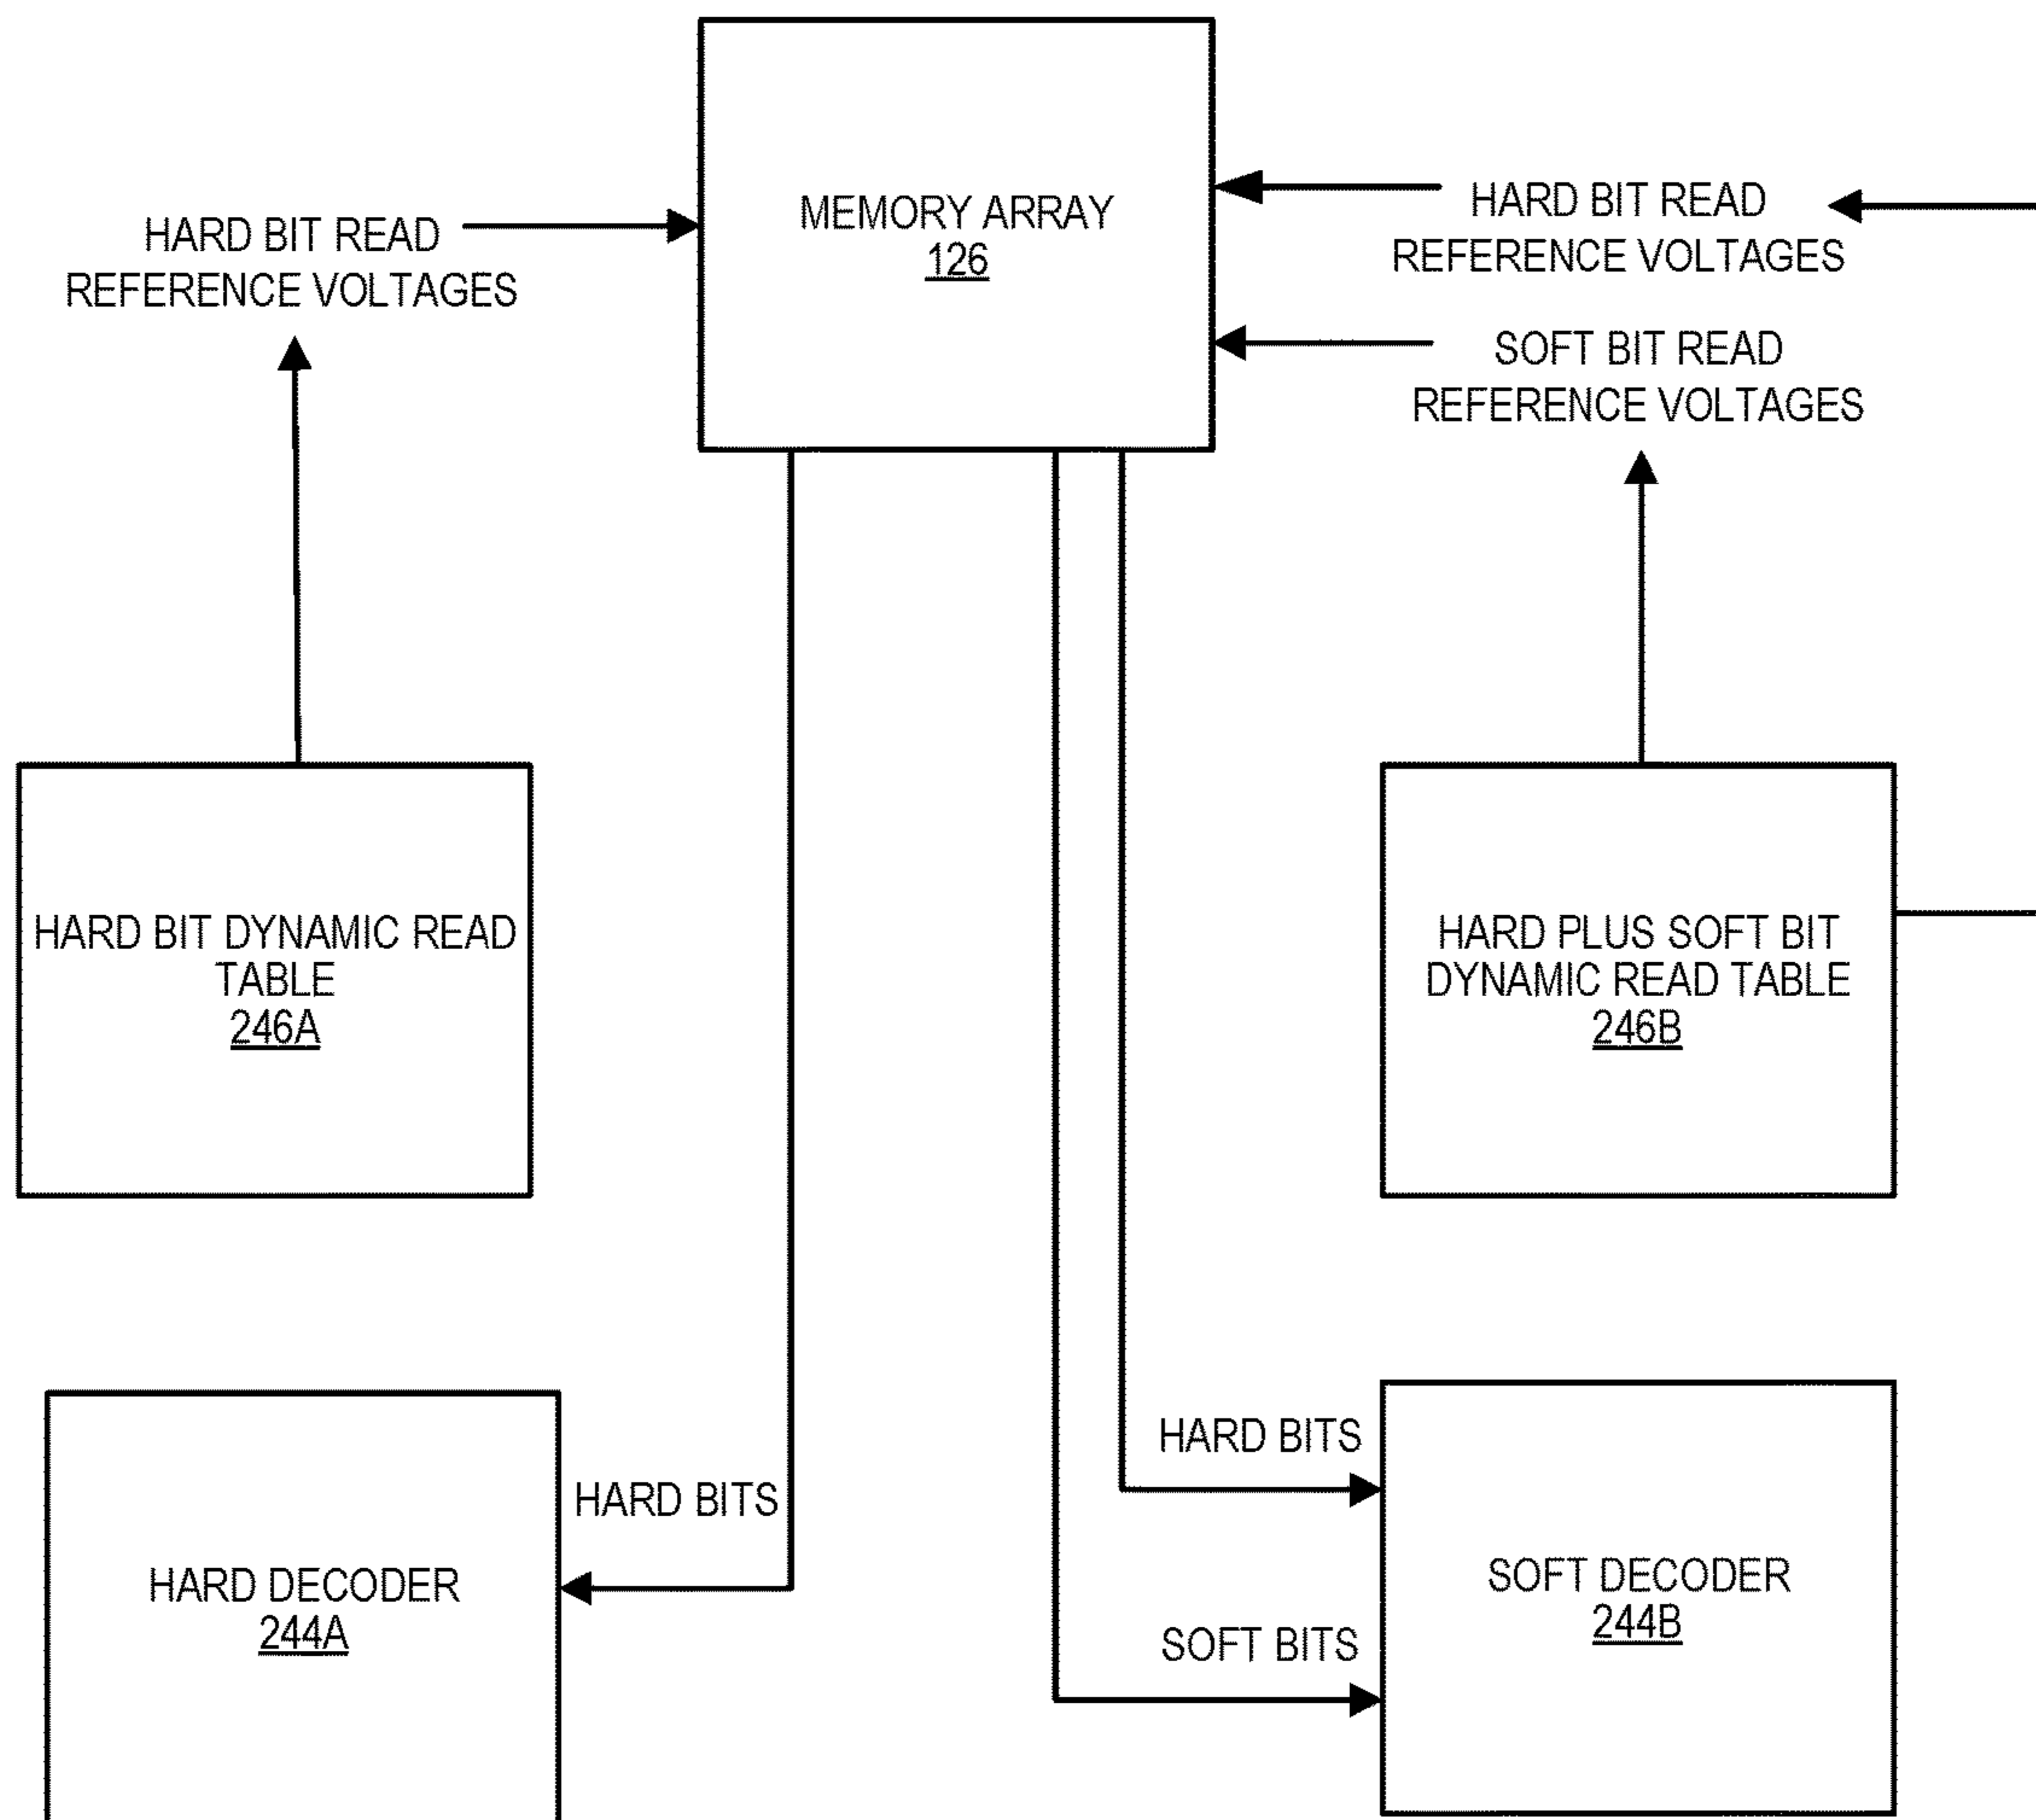 MEMORY ARRAY
126
HARD BIT READ
REFERENCE VOLTAGES
HARD BIT READ
REFERENCE VOLTAGES
SOFT BIT READ
REFERENCE VOLTAGES
HARD BIT DYNAMIC READ
TABLE
246A
HARD PLUS SOFT BIT
DYNAMIC READ TABLE
246B
HARD BITS
HARD DECODER
244A
HARD BITS
SOFT BITS
SOFT DECODER
244B